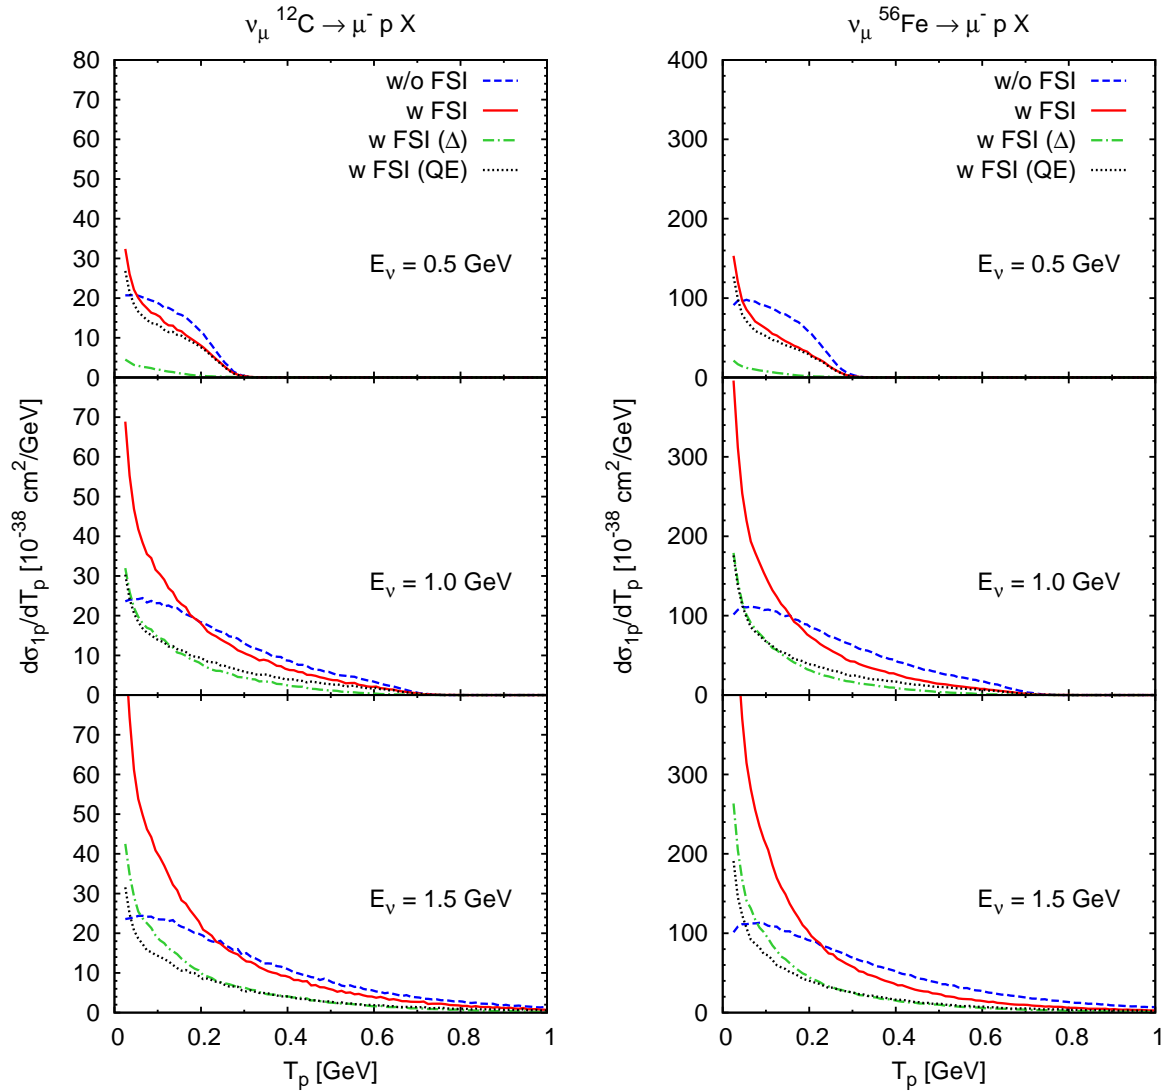 ν_μ ¹²C → μ⁻ p X
80
70
60
50
40
30
20
10
0
w/o FSI
w FSI
w FSI (Δ)
w FSI (QE)
E_ν = 0.5 GeV
70
60
50
40
30
20
10
0
E_ν = 1.0 GeV
70
60
50
40
30
20
10
0
E_ν = 1.5 GeV
0 0.2 0.4 0.6 0.8 1
T_p [GeV]
dσ_1p/dT_p [10⁻³⁸ cm²/GeV]
ν_μ ⁵⁶Fe → μ⁻ p X
400
300
200
100
0
w/o FSI
w FSI
w FSI (Δ)
w FSI (QE)
E_ν = 0.5 GeV
300
200
100
0
E_ν = 1.0 GeV
300
200
100
0
E_ν = 1.5 GeV
0 0.2 0.4 0.6 0.8 1
T_p [GeV]
dσ_1p/dT_p [10⁻³⁸ cm²/GeV]